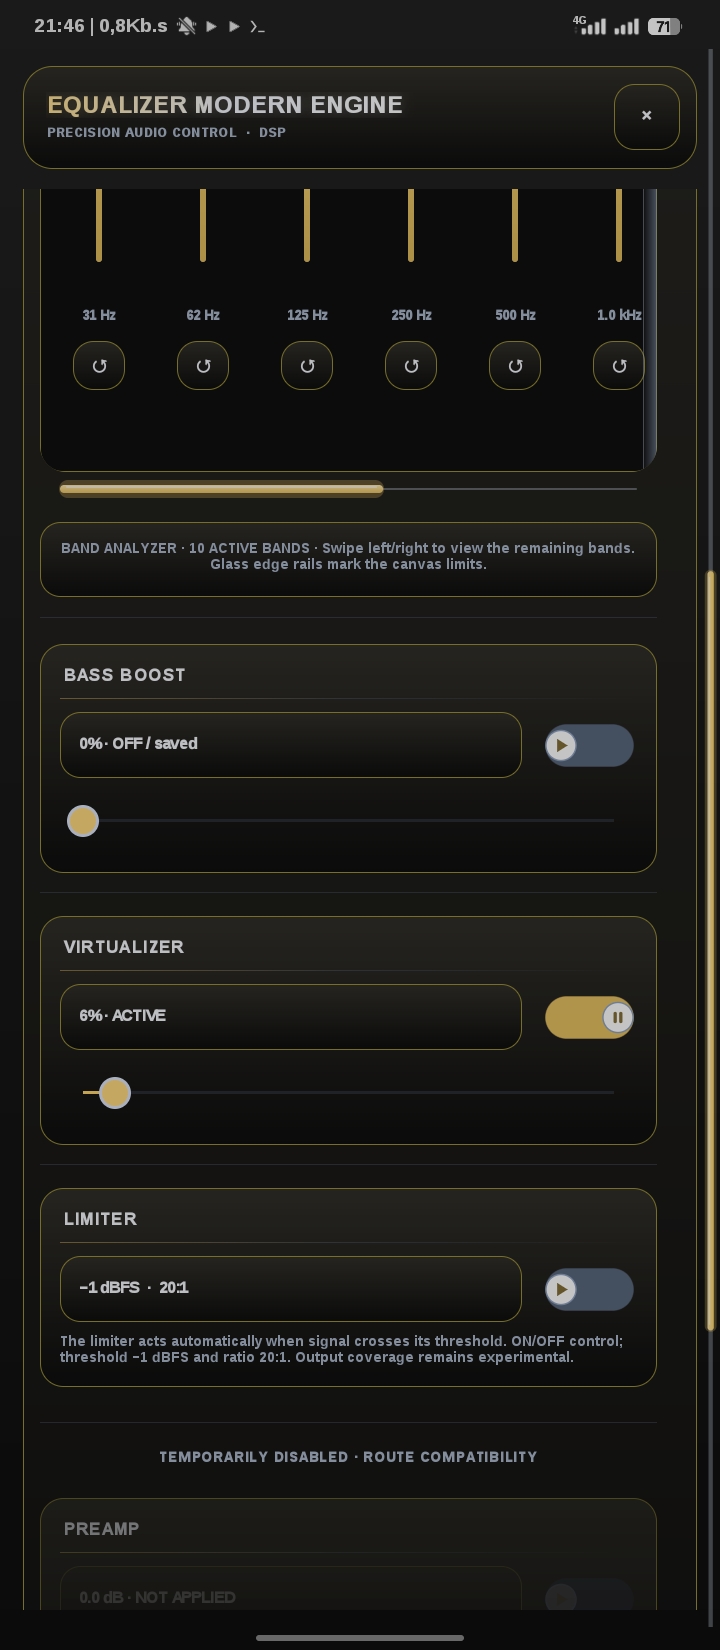 21:46 | 0,8Kb.s
4G
71
EQUALIZER MODERN ENGINE
PRECISION AUDIO CONTROL · DSP
×
31 Hz 62 Hz 125 Hz 250 Hz 500 Hz 1.0 kHz
BAND ANALYZER · 10 ACTIVE BANDS · Swipe left/right to view the remaining bands.
Glass edge rails mark the canvas limits.
BASS BOOST
0% · OFF / saved
VIRTUALIZER
6% · ACTIVE
LIMITER
−1 dBFS · 20:1
The limiter acts automatically when signal crosses its threshold. ON/OFF control;
threshold −1 dBFS and ratio 20:1. Output coverage remains experimental.
TEMPORARILY DISABLED · ROUTE COMPATIBILITY
PREAMP
0.0 dB · NOT APPLIED